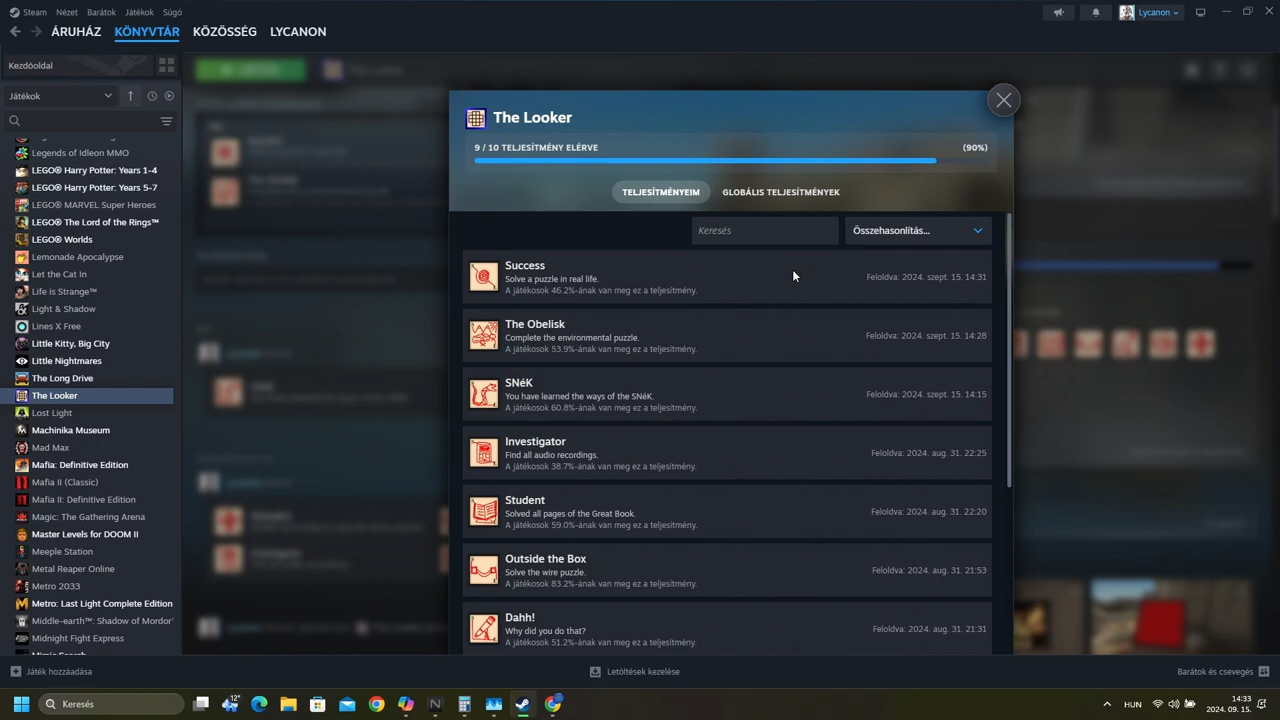 Steam Nézet Barátok Játékok Súgó
Lycanon
ÁRUHÁZ KÖNYVTÁR KÖZÖSSÉG LYCANON
Kezdőoldal
Játékok
Legends of Idleon MMO
LEGO® Harry Potter: Years 1-4
LEGO® Harry Potter: Years 5-7
LEGO® MARVEL Super Heroes
LEGO® The Lord of the Rings™
LEGO® Worlds
Lemonade Apocalypse
Let the Cat In
Life is Strange™
Light & Shadow
Lines X Free
Little Kitty, Big City
Little Nightmares
The Long Drive
The Looker
Lost Light
Machinika Museum
Mad Max
Mafia: Definitive Edition
Mafia II (Classic)
Mafia II: Definitive Edition
Magic: The Gathering Arena
Master Levels for DOOM II
Meeple Station
Metal Reaper Online
Metro 2033
Metro: Last Light Complete Edition
Middle-earth™: Shadow of Mordor
Midnight Fight Express
The Looker
9 / 10 TELJESÍTMÉNY ELÉRVE (90%)
TELJESÍTMÉNYEIM GLOBÁLIS TELJESÍTMÉNYEK
Keresés Összehasonlítás...
Success
Solve a puzzle in real life.
A játékosok 46.2%-ának van meg ez a teljesítmény.
Feloldva: 2024. szept. 15. 14:31
The Obelisk
Complete the environmental puzzle.
A játékosok 53.9%-ának van meg ez a teljesítmény.
Feloldva: 2024. szept. 15. 14:28
SNéK
You have learned the ways of the SNéK.
A játékosok 60.8%-ának van meg ez a teljesítmény.
Feloldva: 2024. szept. 15. 14:15
Investigator
Find all audio recordings.
A játékosok 38.7%-ának van meg ez a teljesítmény.
Feloldva: 2024. aug. 31. 22:25
Student
Solved all pages of the Great Book.
A játékosok 59.0%-ának van meg ez a teljesítmény.
Feloldva: 2024. aug. 31. 22:20
Outside the Box
Solve the wire puzzle.
A játékosok 83.2%-ának van meg ez a teljesítmény.
Feloldva: 2024. aug. 31. 21:53
Dahh!
Why did you do that?
A játékosok 51.2%-ának van meg ez a teljesítmény.
Feloldva: 2024. aug. 31. 21:31
Játék hozzáadása Letöltések kezelése Barátok és csevegés
Keresés 12° HUN 14:33
2024. 09. 15.